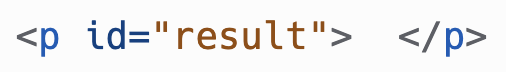 <p id="result">  </p>